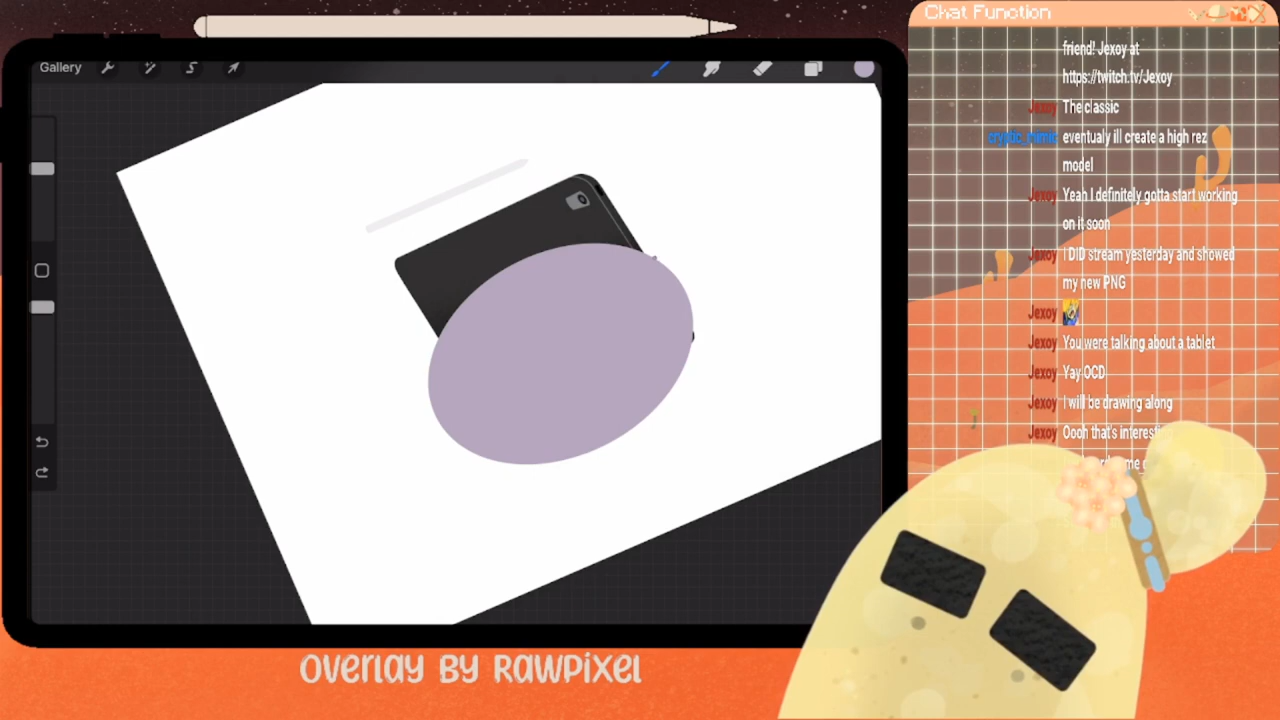 Chat Function
Gallery
friend! Jexoy at
https://twitch.tv/Jexoy
Jexoy The classic
cryptic_mimic eventualy ill create a high rez
model
Jexoy Yeah I definitely gotta start working
on it soon
Jexoy I DID stream yesterday and showed
my new PNG
Jexoy
Jexoy You were talking about a tablet
Jexoy Yay OCD
Jexoy I will be drawing along
Jexoy Oooh that's
OVERLAY BY RAWPIXEL